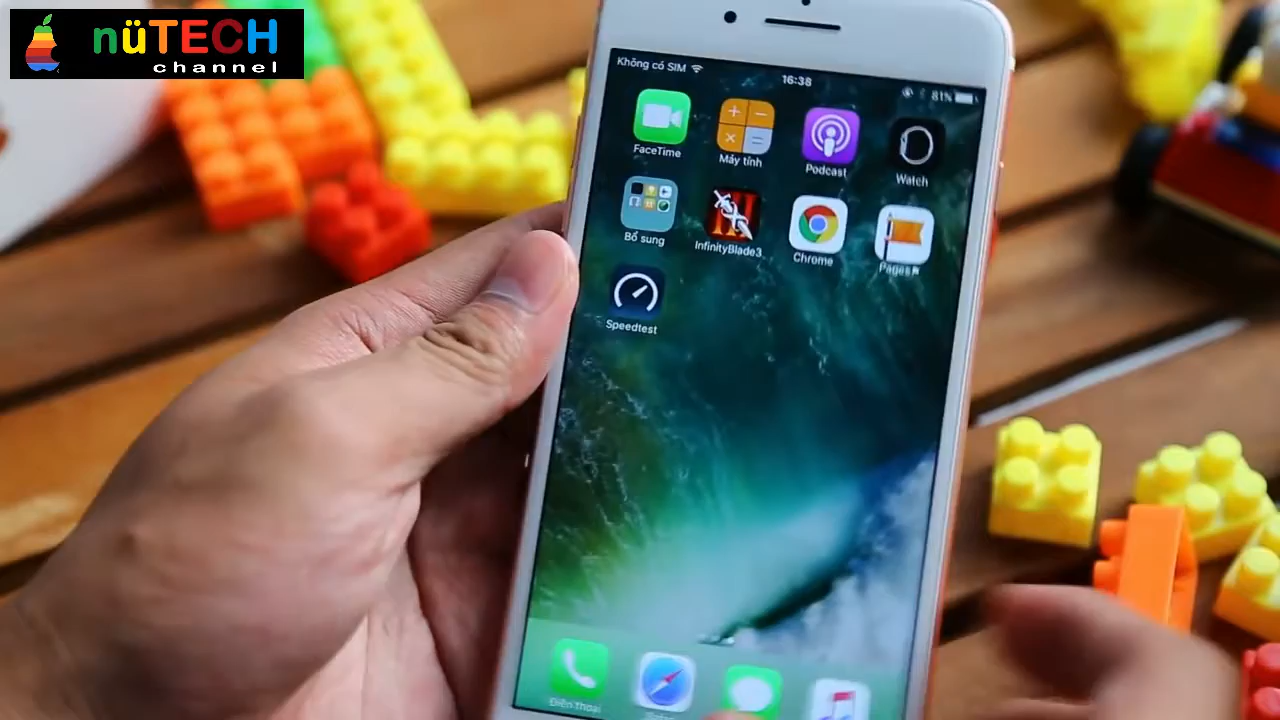 nüTECH
channel
Không có SIM
16:38
81%
FaceTime
Máy tính
Podcast
Watch
Bổ sung
InfinityBlade3
Chrome
Pages
Speedtest
Điện thoại